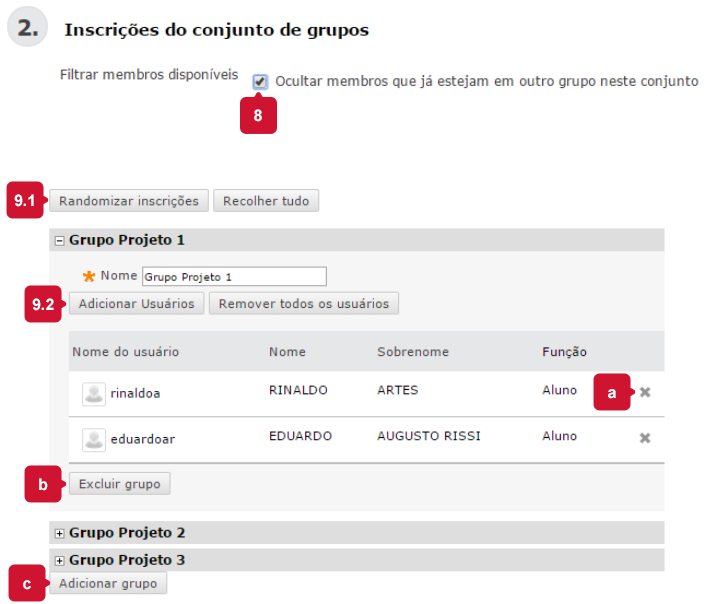 2. Inscrições do conjunto de grupos
Filtrar membros disponíveis Ocultar membros que já estejam em outro grupo neste conjunto
8
9.1 Randomizar inscrições Recolher tudo
Grupo Projeto 1
Nome Grupo Projeto 1
9.2 Adicionar Usuários Remover todos os usuários
Nome do usuário Nome Sobrenome Função
rinaldoa RINALDO ARTES Aluno a
eduardoar EDUARDO AUGUSTO RISSI Aluno
b Excluir grupo
Grupo Projeto 2
Grupo Projeto 3
c Adicionar grupo